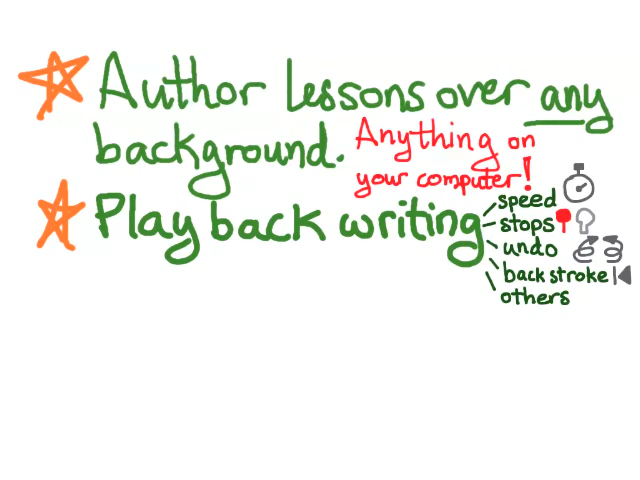 Author lessons over any
background.
Anything on
your computer!
Play back writing
speed
stops
undo
back stroke
others